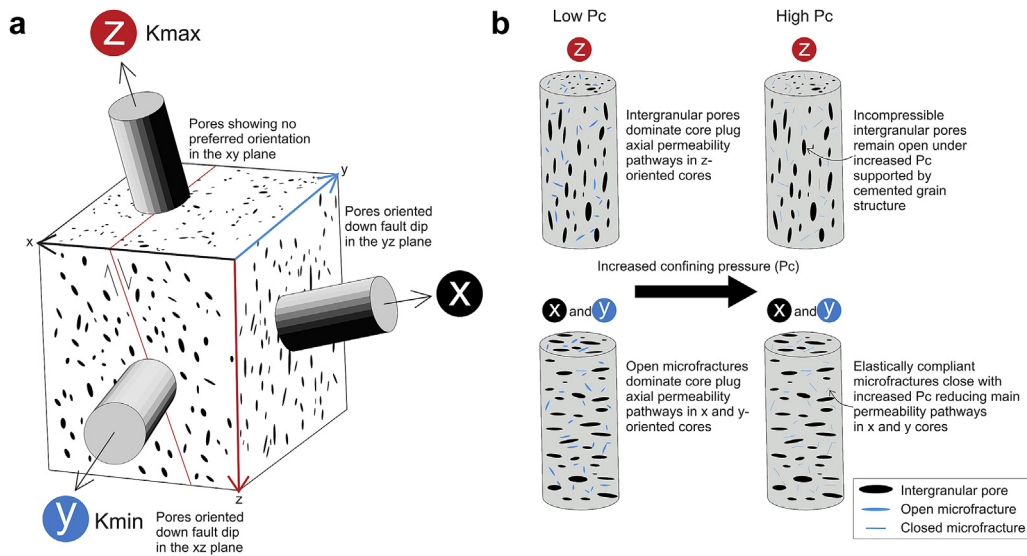 a
z Kmax
Pores showing no
preferred orientation
in the xy plane
y
x
Pores oriented
down fault dip
in the yz plane
x
z
y Kmin
Pores oriented
down fault dip
in the xz plane
b
Low Pc
High Pc
z
z
Intergranular pores
dominate core plug
axial permeability
pathways in z-
oriented cores
Incompressible
intergranular pores
remain open under
increased Pc
supported by
cemented grain
structure
Increased confining pressure (Pc)
x and y
x and y
Open microfractures
dominate core plug
axial permeability
pathways in x and y-
oriented cores
Elastically compliant
microfractures close with
increased Pc reducing main
permeability pathways
in x and y cores
Intergranular pore
Open microfracture
Closed microfracture